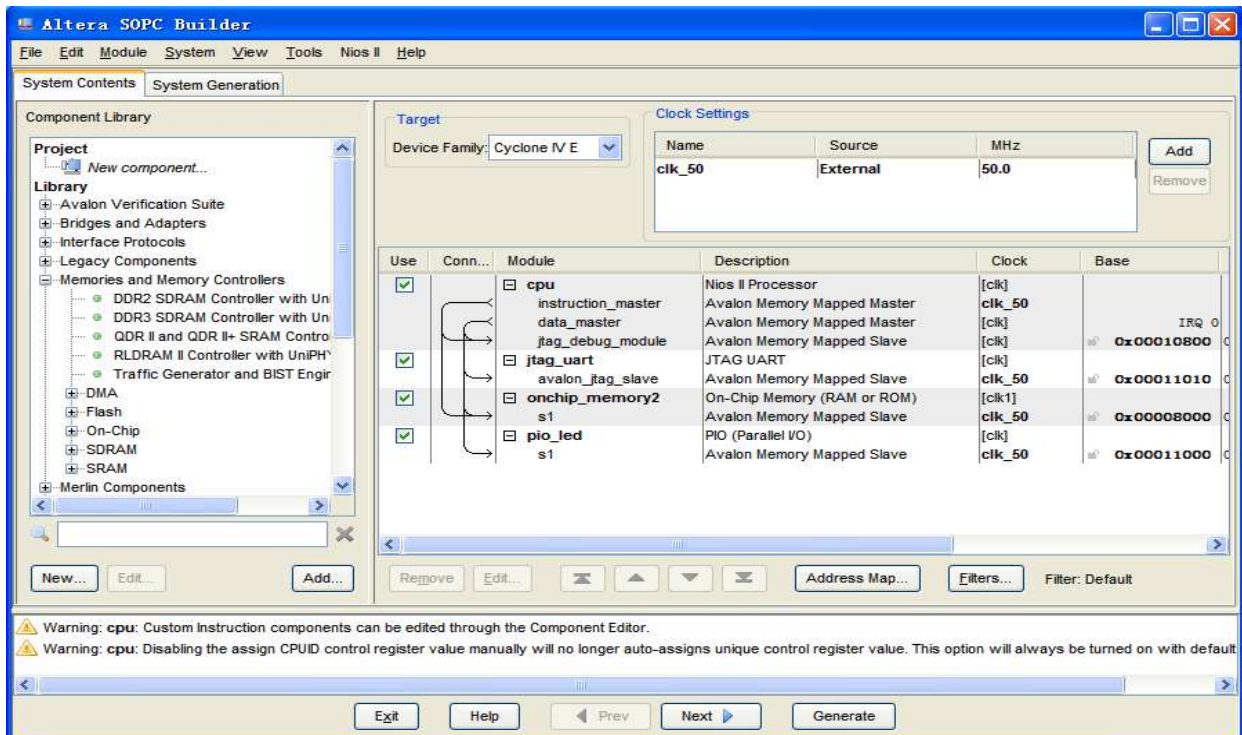 Altera SOPC Builder
File Edit Module System View Tools Nios II Help
System Contents System Generation
Component Library
Project
New component...
Library
Avalon Verification Suite
Bridges and Adapters
Interface Protocols
Legacy Components
Memories and Memory Controllers
DDR2 SDRAM Controller with Uni
DDR3 SDRAM Controller with Uni
QDR II and QDR II+ SRAM Contro
RLDRAM II Controller with UniPHY
Traffic Generator and BIST Engir
DMA
Flash
On-Chip
SDRAM
SRAM
Merlin Components
New... Edit... Add...
Target
Device Family: Cyclone IV E
Clock Settings
Name Source MHz
clk_50 External 50.0
Add
Remove
Use Conn... Module Description Clock Base
cpu Nios II Processor [clk]
instruction_master Avalon Memory Mapped Master clk_50
data_master Avalon Memory Mapped Master [clk] IRQ 0
jtag_debug_module Avalon Memory Mapped Slave [clk] 0x00010800
jtag_uart JTAG UART [clk]
avalon_jtag_slave Avalon Memory Mapped Slave clk_50 0x00011010
onchip_memory2 On-Chip Memory (RAM or ROM) [clk1]
s1 Avalon Memory Mapped Slave clk_50 0x00008000
pio_led PIO (Parallel I/O) [clk]
s1 Avalon Memory Mapped Slave clk_50 0x00011000
Remove Edit... Address Map... Filters... Filter: Default
Warning: cpu: Custom Instruction components can be edited through the Component Editor.
Warning: cpu: Disabling the assign CPUID control register value manually will no longer auto-assigns unique control register value. This option will always be turned on with default
Exit Help Prev Next Generate